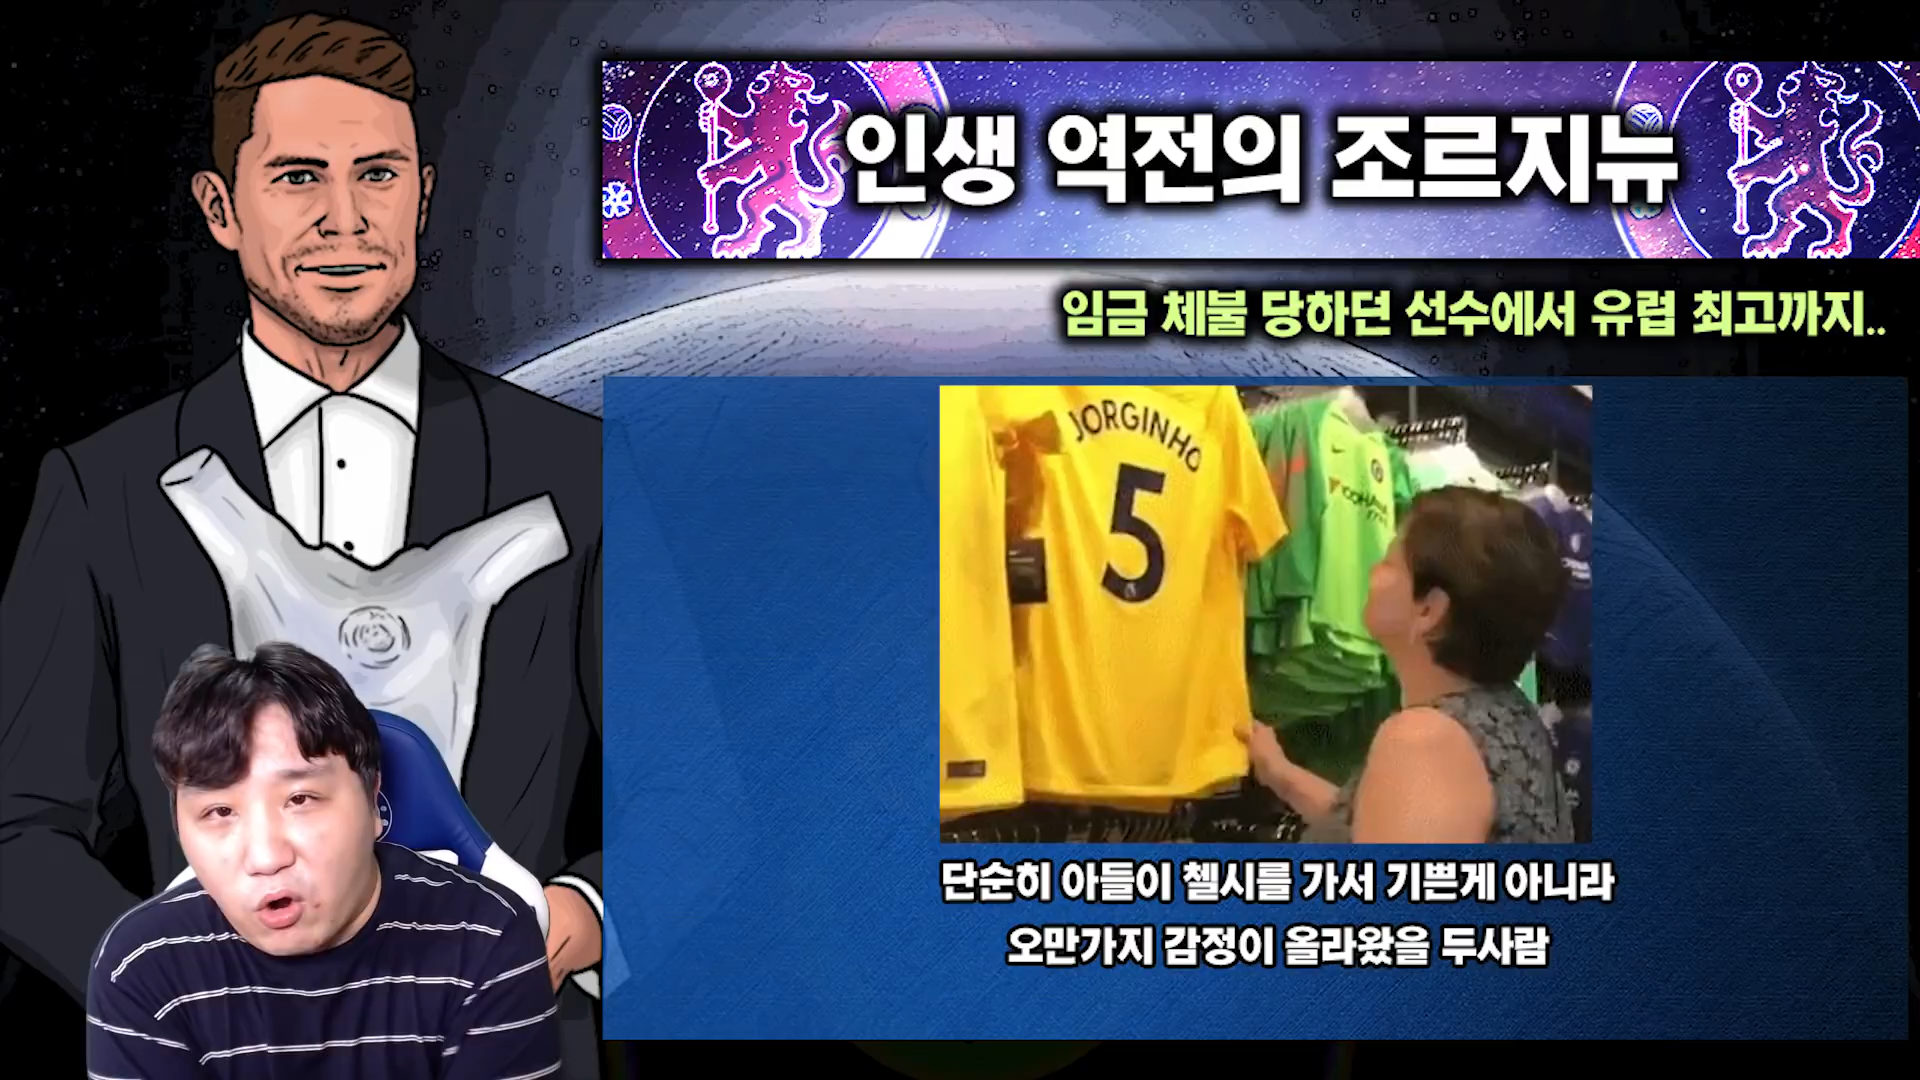 인생 역전의 조르지뉴
임금 체불 당하던 선수에서 유럽 최고까지..
JORGINHO
5
단순히 아들이 첼시를 가서 기쁜게 아니라
오만가지 감정이 올라왔을 두사람